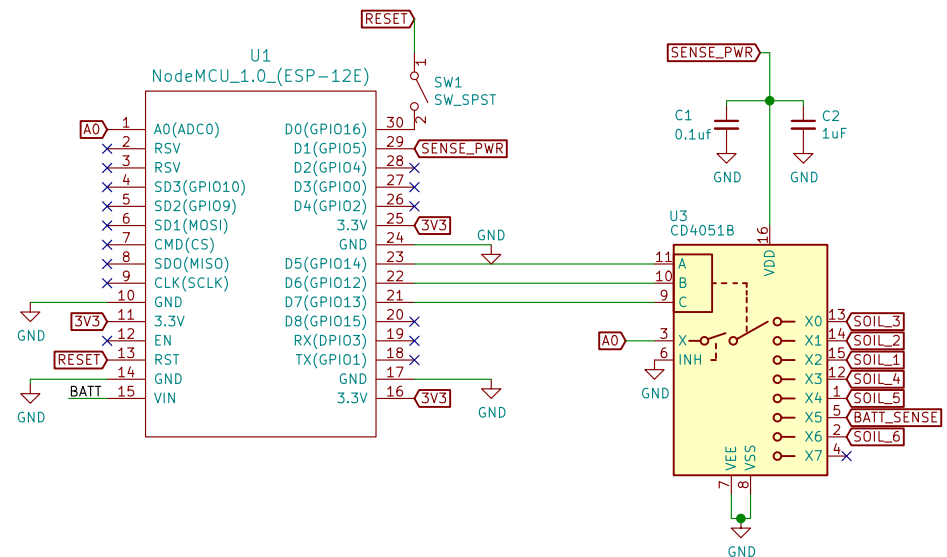 RESET
U1
NodeMCU_1.0_(ESP-12E)
1
SW1
SW_SPST
2
A0 1 A0(ADC0) D0(GPIO16) 30
2 RSV D1(GPIO5) 29 SENSE_PWR
3 RSV D2(GPIO4) 28
4 SD3(GPIO10) D3(GPIO0) 27
5 SD2(GPIO9) D4(GPIO2) 26
6 SD1(MOSI) 3.3V 25 3V3
7 CMD(CS) GND 24 GND
8 SDO(MISO) D5(GPIO14) 23
9 CLK(SCLK) D6(GPIO12) 22
10 GND D7(GPIO13) 21
GND
3V3 11 3.3V D8(GPIO15) 20
12 EN RX(DPIO3) 19
RESET 13 RST TX(GPIO1) 18
14 GND GND 17
GND
GND
BATT 15 VIN 3.3V 16 3V3
SENSE_PWR
C1
0.1uf
C2
1uF
GND
GND
U3
CD4051B
16
VDD
11 A
10 B
9 C
A0 3 X
6 INH
GND
X0 13 SOIL_3
X1 14 SOIL_2
X2 15 SOIL_1
X3 12 SOIL_4
X4 1 SOIL_5
X5 5 BATT_SENSE
X6 2 SOIL_6
X7 4
VEE
VSS
7
8
GND